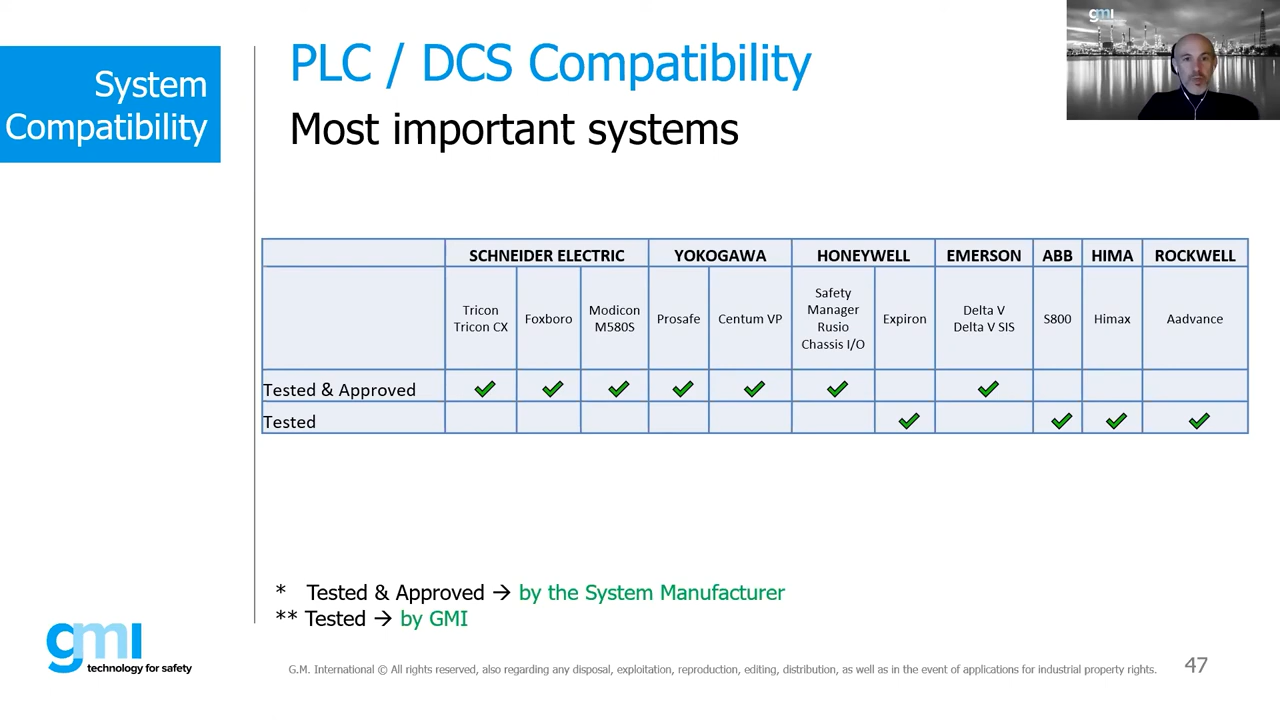 System
Compatibility
PLC / DCS Compatibility
Most important systems
gmi
SCHNEIDER ELECTRIC YOKOGAWA HONEYWELL EMERSON ABB HIMA ROCKWELL
Tricon
Tricon CX
Foxboro
Modicon
M580S
Prosafe
Centum VP
Safety
Manager
Rusio
Chassis I/O
Expiron
Delta V
Delta V SIS
S800
Himax
Aadvance
Tested & Approved
Tested
* Tested & Approved → by the System Manufacturer
** Tested → by GMI
gmi
technology for safety
G.M. International © All rights reserved, also regarding any disposal, exploitation, reproduction, editing, distribution, as well as in the event of applications for industrial property rights.
47